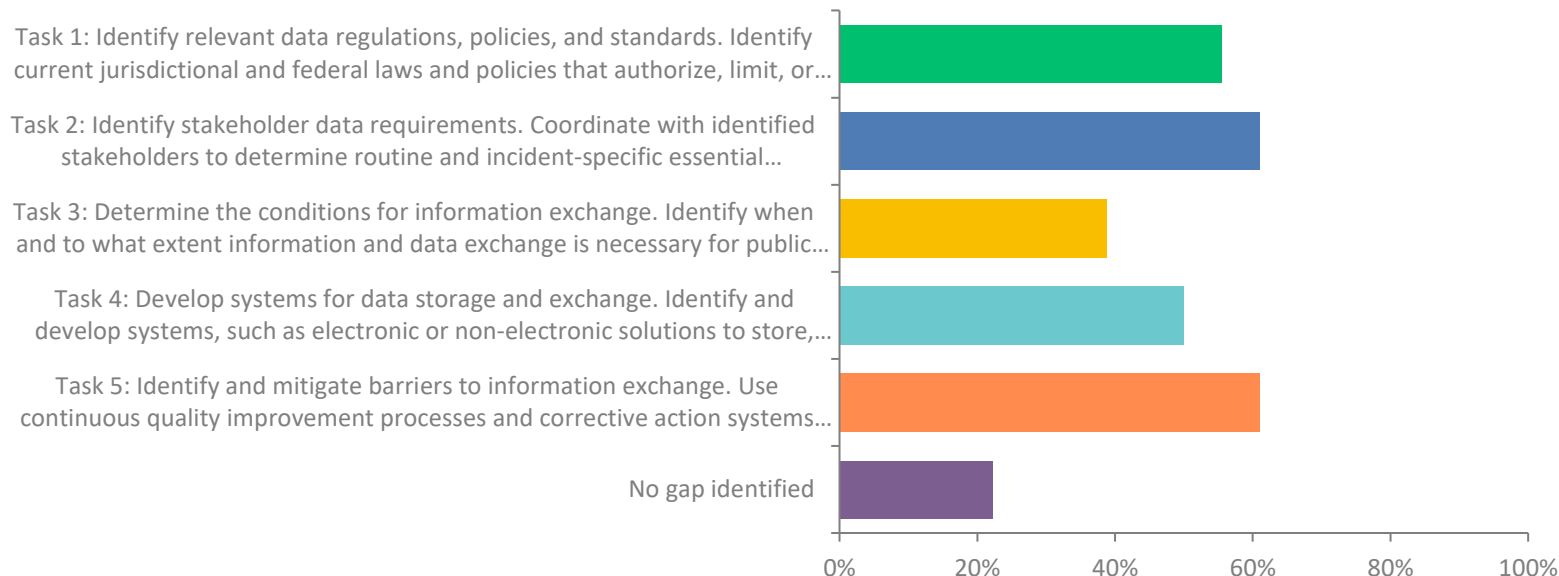 Task 1: Identify relevant data regulations, policies, and standards. Identify
current jurisdictional and federal laws and policies that authorize, limit, or…
Task 2: Identify stakeholder data requirements. Coordinate with identified
stakeholders to determine routine and incident-specific essential…
Task 3: Determine the conditions for information exchange. Identify when
and to what extent information and data exchange is necessary for public…
Task 4: Develop systems for data storage and exchange. Identify and
develop systems, such as electronic or non-electronic solutions to store,…
Task 5: Identify and mitigate barriers to information exchange. Use
continuous quality improvement processes and corrective action systems…
No gap identified
0% 20% 40% 60% 80% 100%